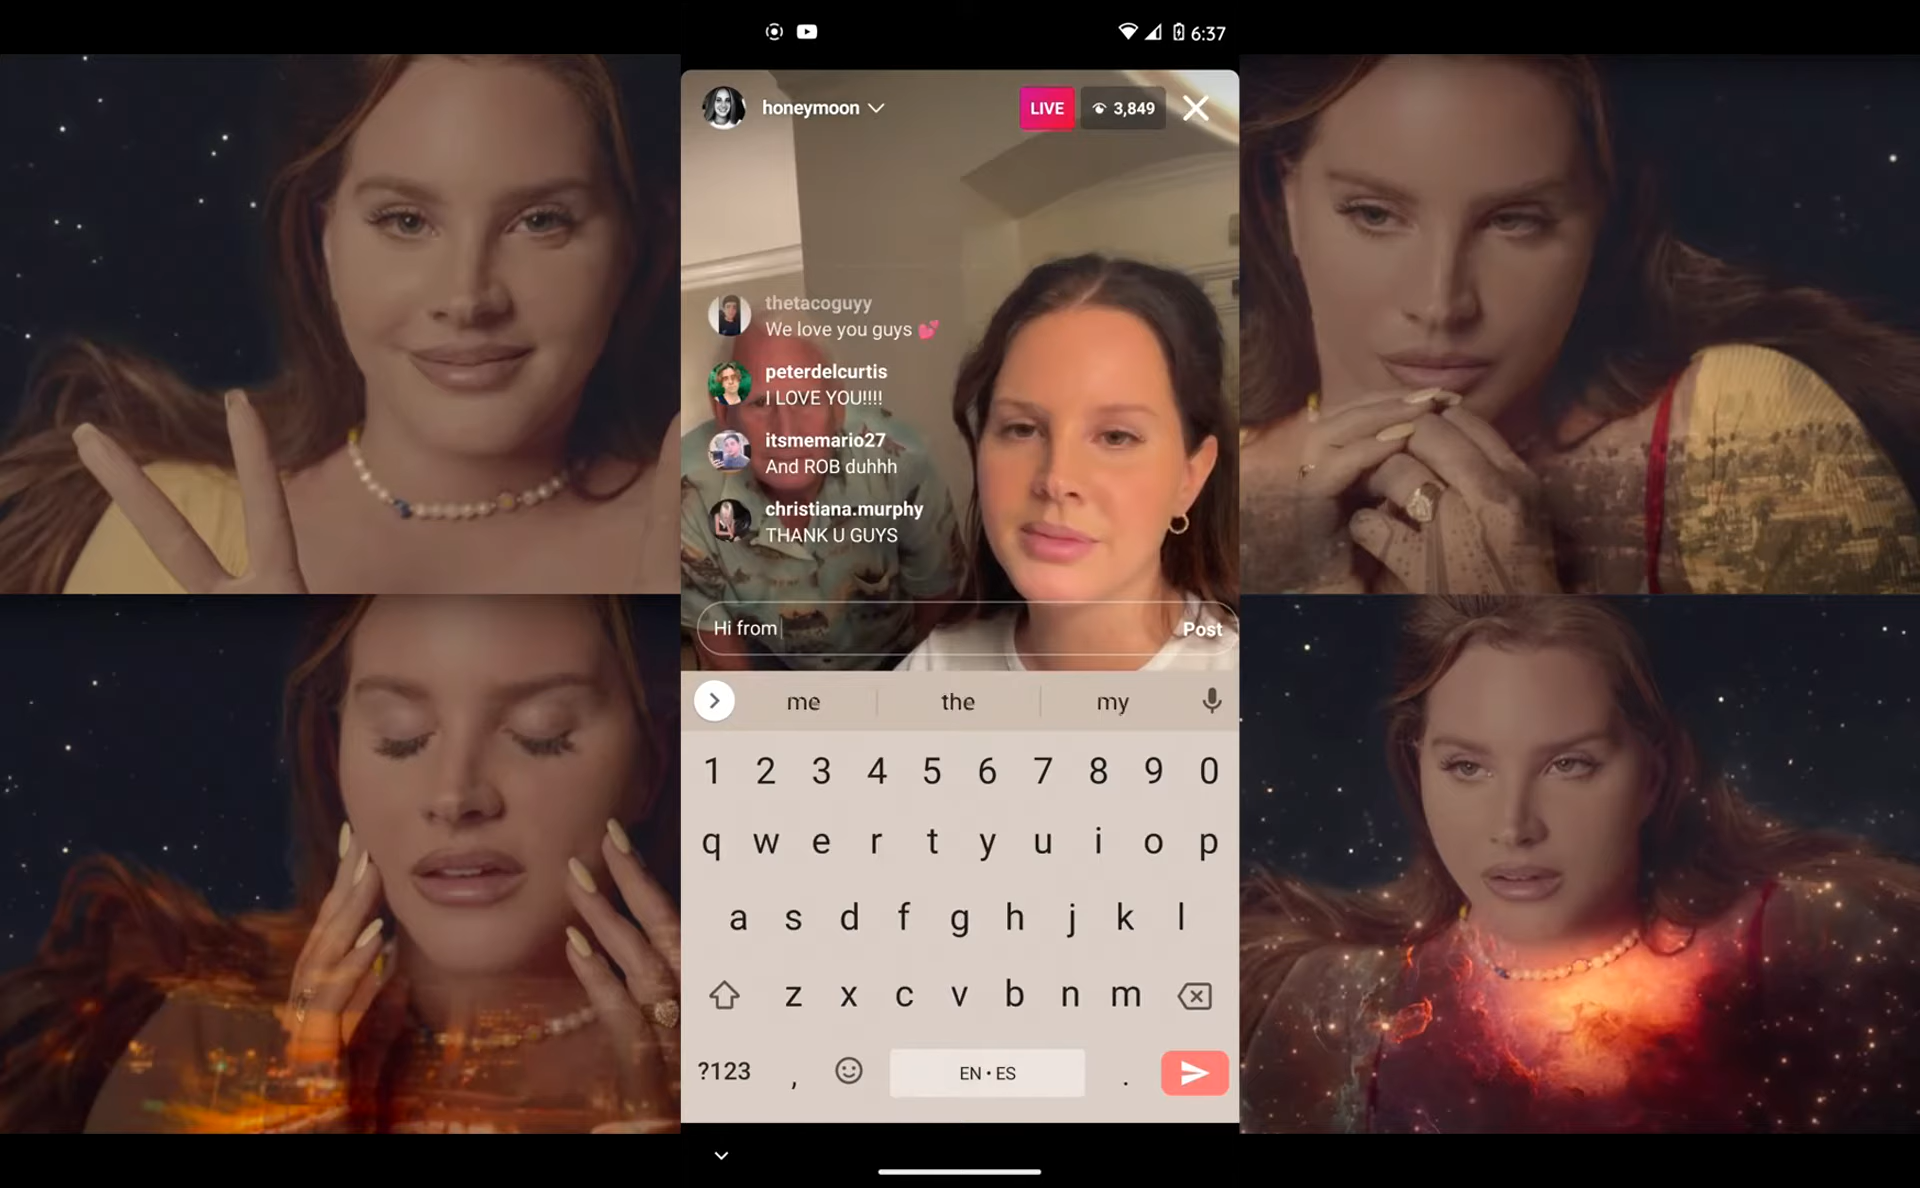 6:37
honeymoon
LIVE
3,849
thetacoguyy
We love you guys 💕
peterdelcurtis
I LOVE YOU!!!!
itsmemario27
And ROB duhhh
christiana.murphy
THANK U GUYS
Hi from
Post
me the my
1 2 3 4 5 6 7 8 9 0
q w e r t y u i o p
a s d f g h j k l
z x c v b n m
?123 , EN • ES .